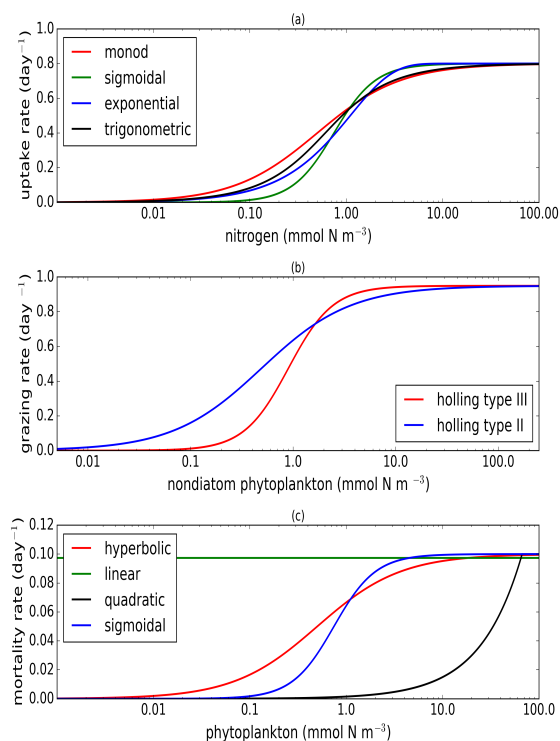 (a)
uptake rate (day⁻¹)
1.0
0.8
0.6
0.4
0.2
0.0
monod
sigmoidal
exponential
trigonometric
0.01 0.10 1.00 10.00 100.00
nitrogen (mmol N m⁻³)
(b)
grazing rate (day ⁻¹)
1.0
0.8
0.6
0.4
0.2
0.0
holling type III
holling type II
0.01 0.1 1.0 10.0 100.0
nondiatom phytoplankton (mmol N m ⁻³)
(c)
mortality rate (day⁻¹)
0.12
0.10
0.08
0.06
0.04
0.02
0.00
hyperbolic
linear
quadratic
sigmoidal
0.01 0.1 1.0 10.0 100.0
phytoplankton (mmol N m⁻³)